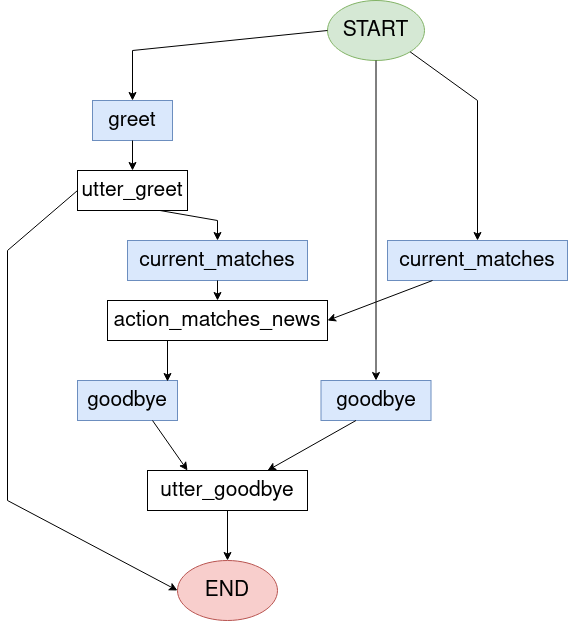 START
greet
utter_greet
current_matches
current_matches
action_matches_news
goodbye
goodbye
utter_goodbye
END